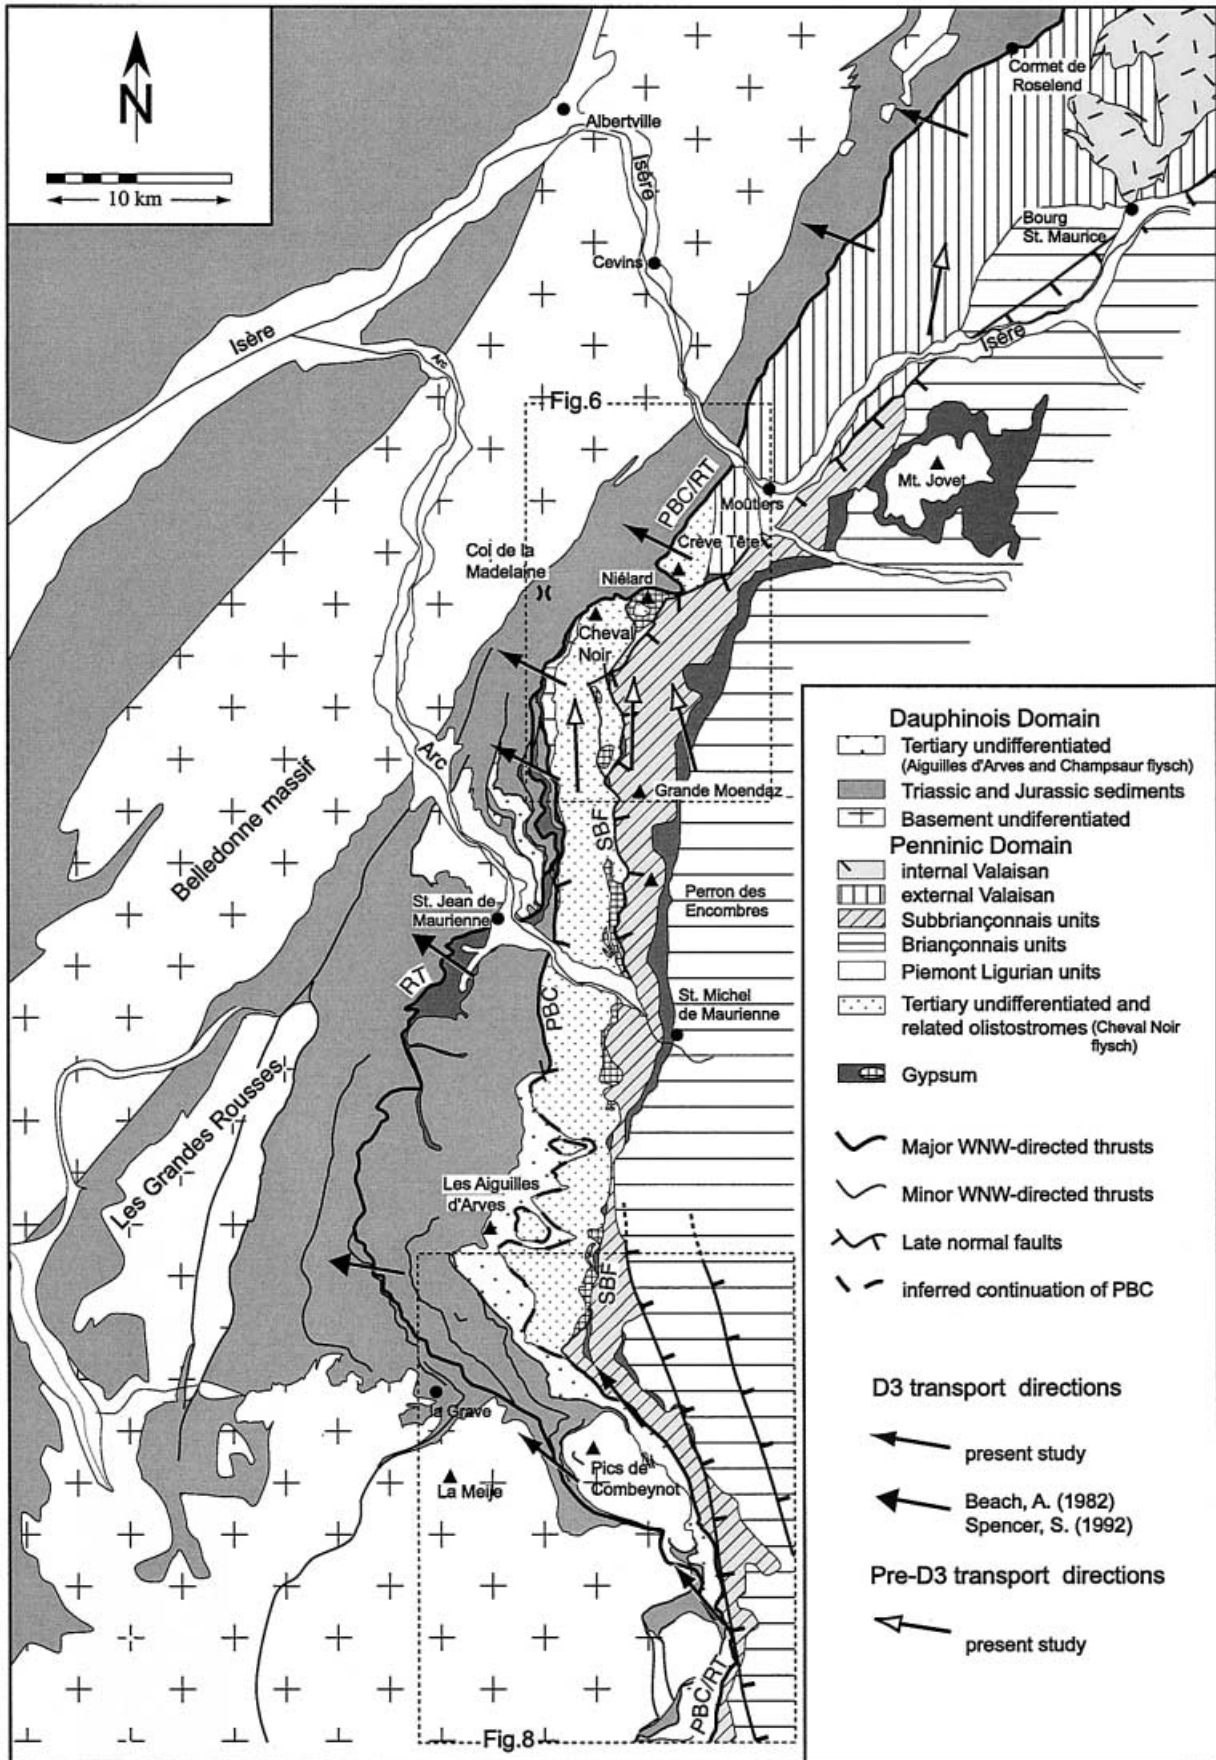 N
10 km
Albertville
Isère
Cormet de
Roselend
Cevins
Bourg
St. Maurice
Isère
Arc
Isère
Fig.6
PBC/RT
Mt. Jovet
Moûtiers
Crève Tête
Col de la
Madelaine
Niélard
Cheval
Noir
Arc
Belledonne massif
Grande Moendaz
SBF
St. Jean de
Maurienne
Perron des
Encombres
RT
PBC
St. Michel
de Maurienne
Les Grandes Rousses
Les Aiguilles
d'Arves
SBF
la Grave
La Meije
Pics de
Combeynot
PBC/RT
Fig.8
Dauphinois Domain
Tertiary undifferentiated
(Aiguilles d'Arves and Champsaur flysch)
Triassic and Jurassic sediments
Basement undiferentiated
Penninic Domain
internal Valaisan
external Valaisan
Subbriançonnais units
Briançonnais units
Piemont Ligurian units
Tertiary undifferentiated and
related olistostromes (Cheval Noir
flysch)
Gypsum
Major WNW-directed thrusts
Minor WNW-directed thrusts
Late normal faults
inferred continuation of PBC
D3 transport directions
present study
Beach, A. (1982)
Spencer, S. (1992)
Pre-D3 transport directions
present study